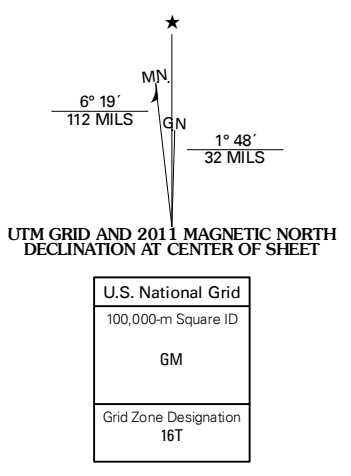 ★
MN
6° 19´
112 MILS
GN
1° 48´
32 MILS
UTM GRID AND 2011 MAGNETIC NORTH
DECLINATION AT CENTER OF SHEET
U.S. National Grid
100,000-m Square ID
GM
Grid Zone Designation
16T